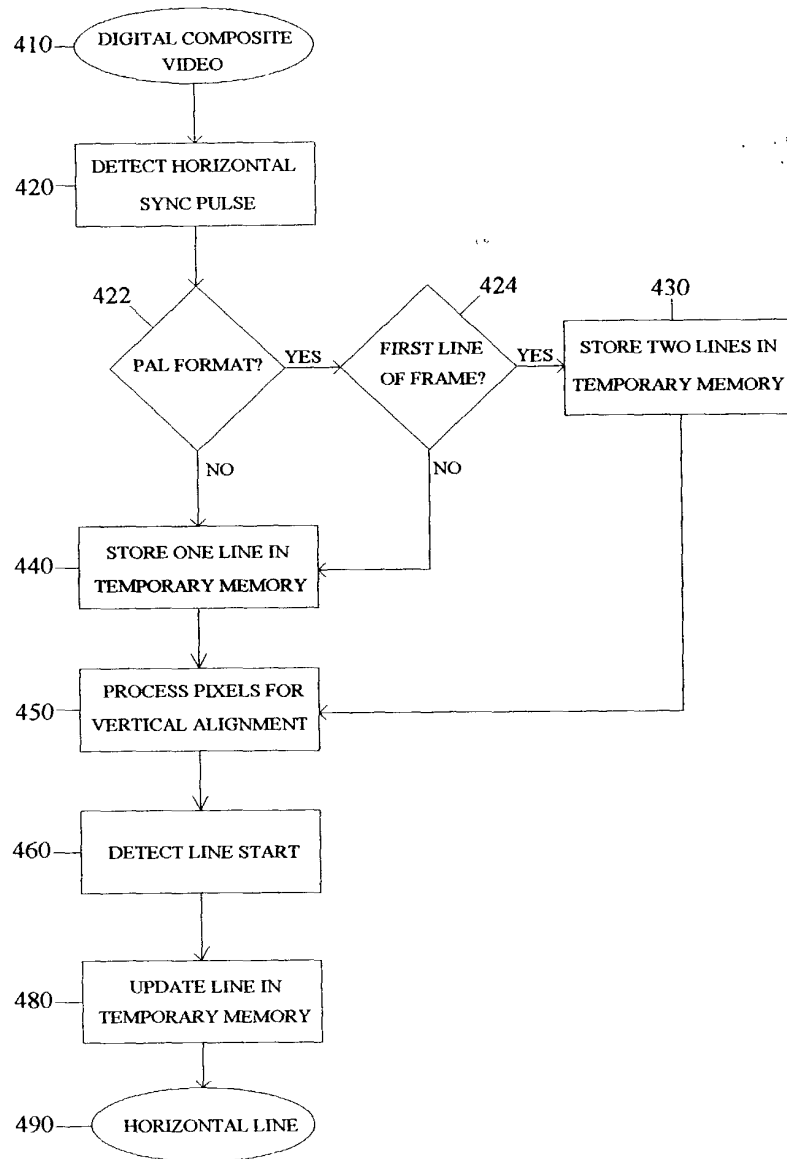 410
DIGITAL COMPOSITE
VIDEO
420
DETECT HORIZONTAL
SYNC PULSE
422
PAL FORMAT?
YES
NO
424
FIRST LINE
OF FRAME?
YES
NO
430
STORE TWO LINES IN
TEMPORARY MEMORY
440
STORE ONE LINE IN
TEMPORARY MEMORY
450
PROCESS PIXELS FOR
VERTICAL ALIGNMENT
460
DETECT LINE START
480
UPDATE LINE IN
TEMPORARY MEMORY
490
HORIZONTAL LINE